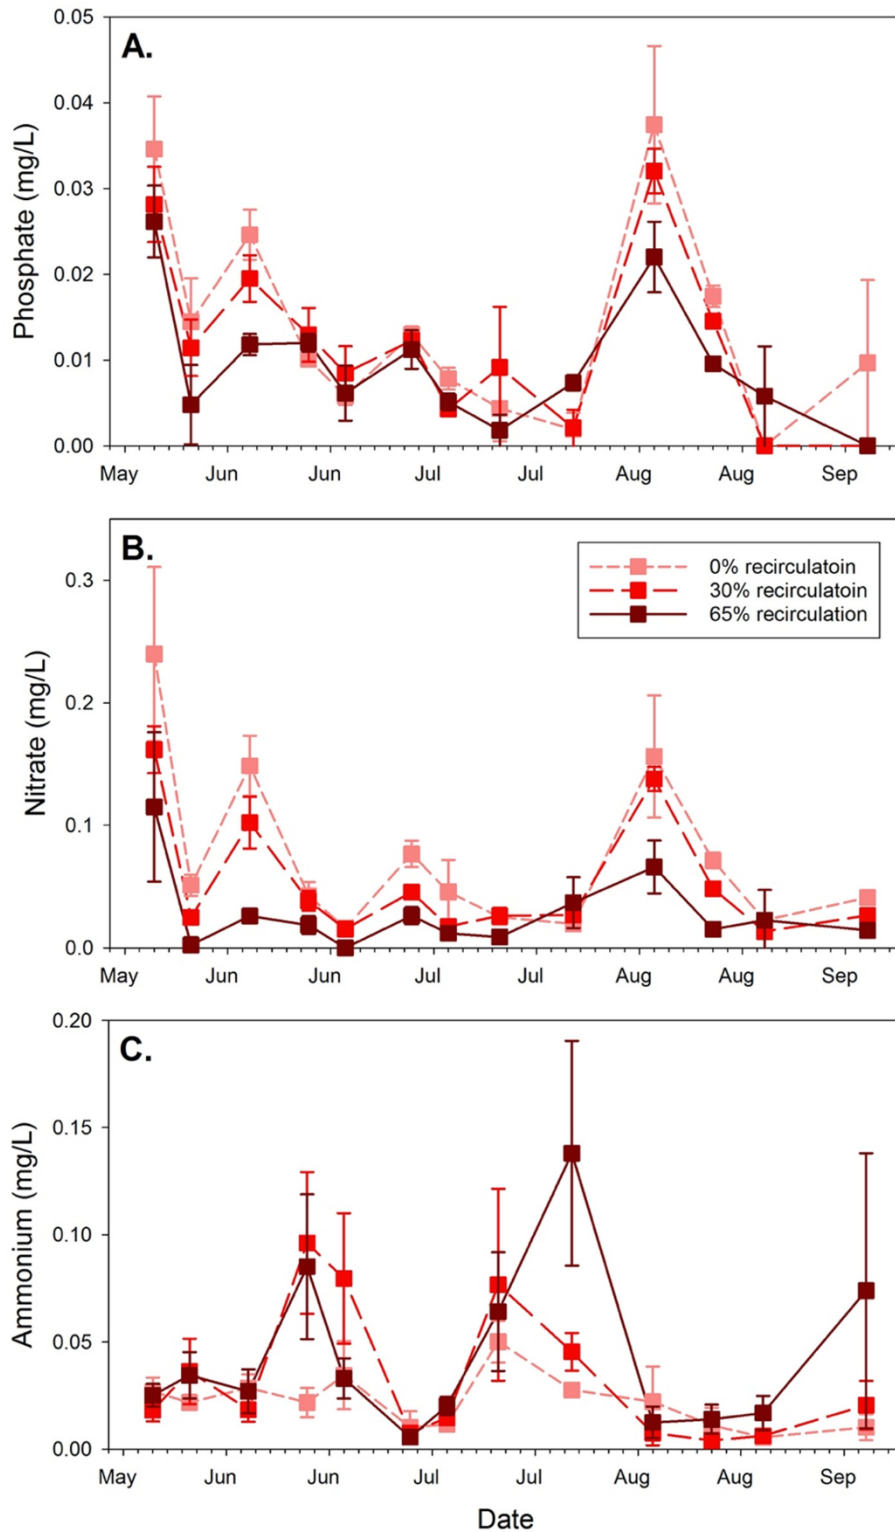 A.
Phosphate (mg/L)
0.05
0.04
0.03
0.02
0.01
0.00
May Jun Jun Jul Jul Aug Aug Sep
B.
Nitrate (mg/L)
0.3
0.2
0.1
0.0
0% recirculatoin
30% recirculatoin
65% recirculation
May Jun Jun Jul Jul Aug Aug Sep
C.
Ammonium (mg/L)
0.20
0.15
0.10
0.05
0.00
May Jun Jun Jul Jul Aug Aug Sep
Date